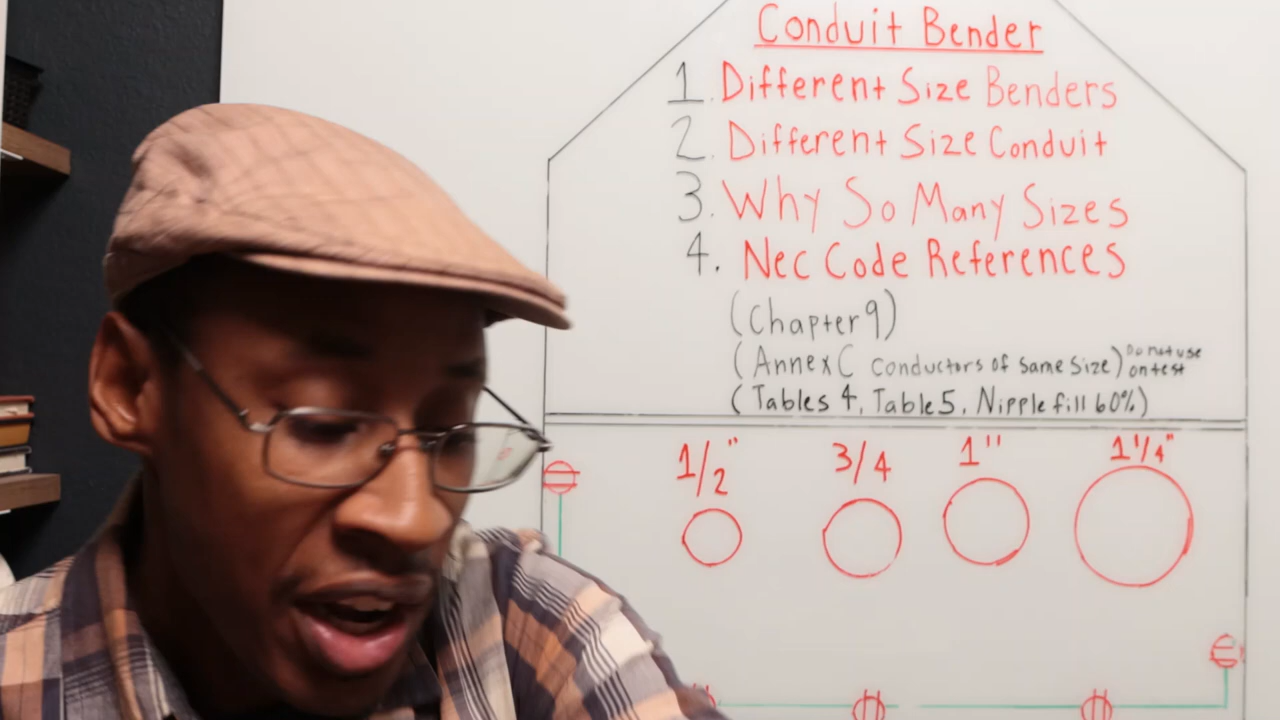 Conduit Bender
1. Different Size Benders
2. Different Size Conduit
3. Why So Many Sizes
4. Nec Code References
(Chapter 9)
(Annex C conductors of same size) Do not use on test
(Tables 4, Table 5, Nipple fill 60%)
1/2" 3/4 1" 1 1/4"